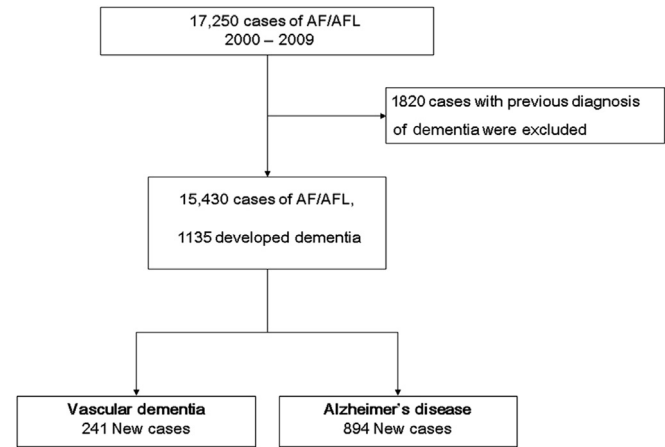 17,250 cases of AF/AFL
2000 – 2009
1820 cases with previous diagnosis
of dementia were excluded
15,430 cases of AF/AFL,
1135 developed dementia
Vascular dementia
241 New cases
Alzheimer's disease
894 New cases